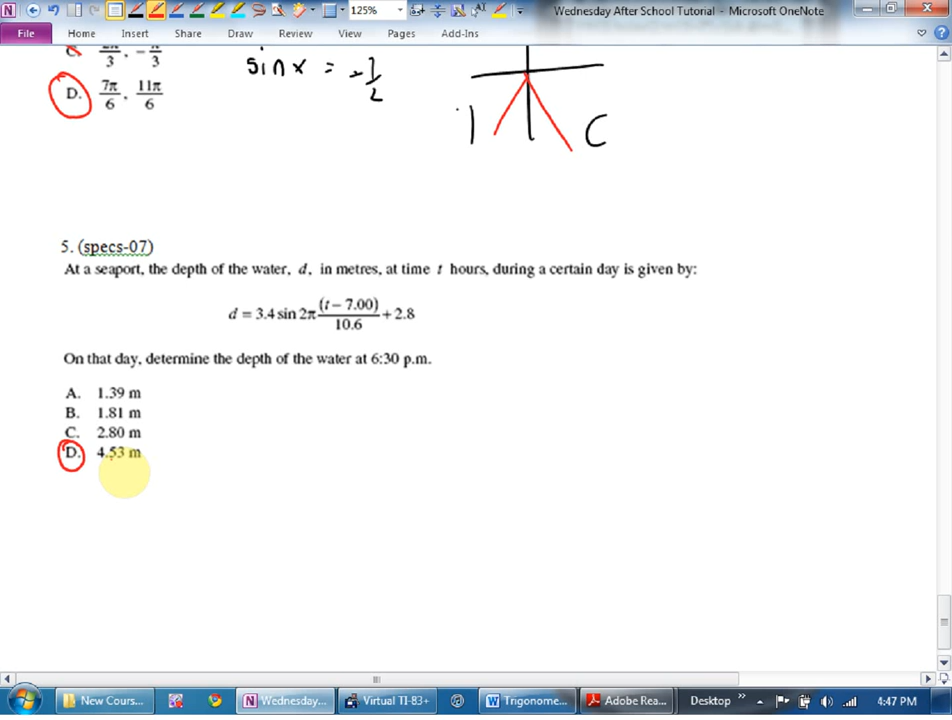 125%
Wednesday After School Tutorial - Microsoft OneNote
File Home Insert Share Draw Review View Pages Add-Ins
3 , - 3
sin x = - 1/2
D. 7π/6 , 11π/6
C
5. (specs-07)
At a seaport, the depth of the water, d, in metres, at time t hours, during a certain day is given by:
d = 3.4 sin 2π (t – 7.00)/10.6 + 2.8
On that day, determine the depth of the water at 6:30 p.m.
A. 1.39 m
B. 1.81 m
C. 2.80 m
D. 4.53 m
New Cour... Wednesday... Virtual TI-83+ Trigonome... Adobe Rea... Desktop 4:47 PM